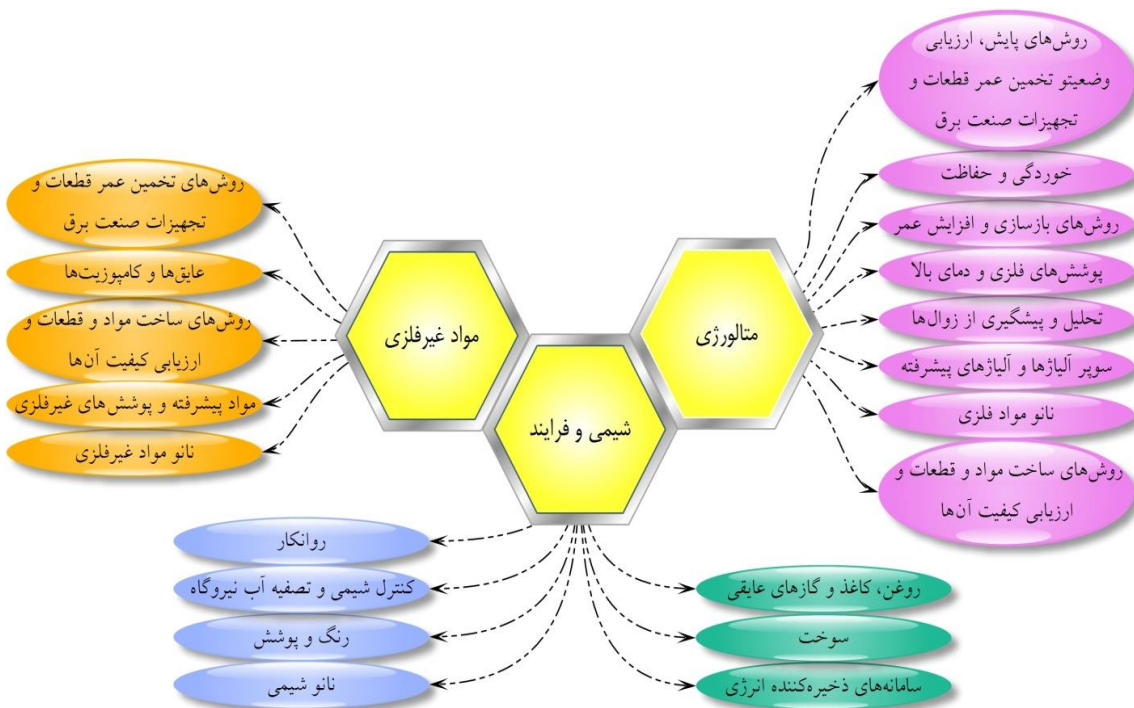 متالورژی
روش‌های پایش، ارزیابی
وضعیتو تخمین عمر قطعات و
تجهیزات صنعت برق
خوردگی و حفاظت
روش‌های بازسازی و افزایش عمر
پوشش‌های فلزی و دمای بالا
تحلیل و پیشگیری از زوال‌ها
سوپر آلیاژها و آلیاژهای پیشرفته
نانو مواد فلزی
روش‌های ساخت مواد و قطعات و
ارزیابی کیفیت آن‌ها
شیمی و فرایند
روغن، کاغذ و گازهای عایقی
سوخت
سامانه‌های ذخیره‌کننده انرژی
روانکار
کنترل شیمی و تصفیه آب نیروگاه
رنگ و پوشش
نانو شیمی
مواد غیرفلزی
روش‌های تخمین عمر قطعات و
تجهیزات صنعت برق
عایق‌ها و کامپوزیت‌ها
روش‌های ساخت مواد و قطعات و
ارزیابی کیفیت آن‌ها
مواد پیشرفته و پوشش‌های غیرفلزی
نانو مواد غیرفلزی